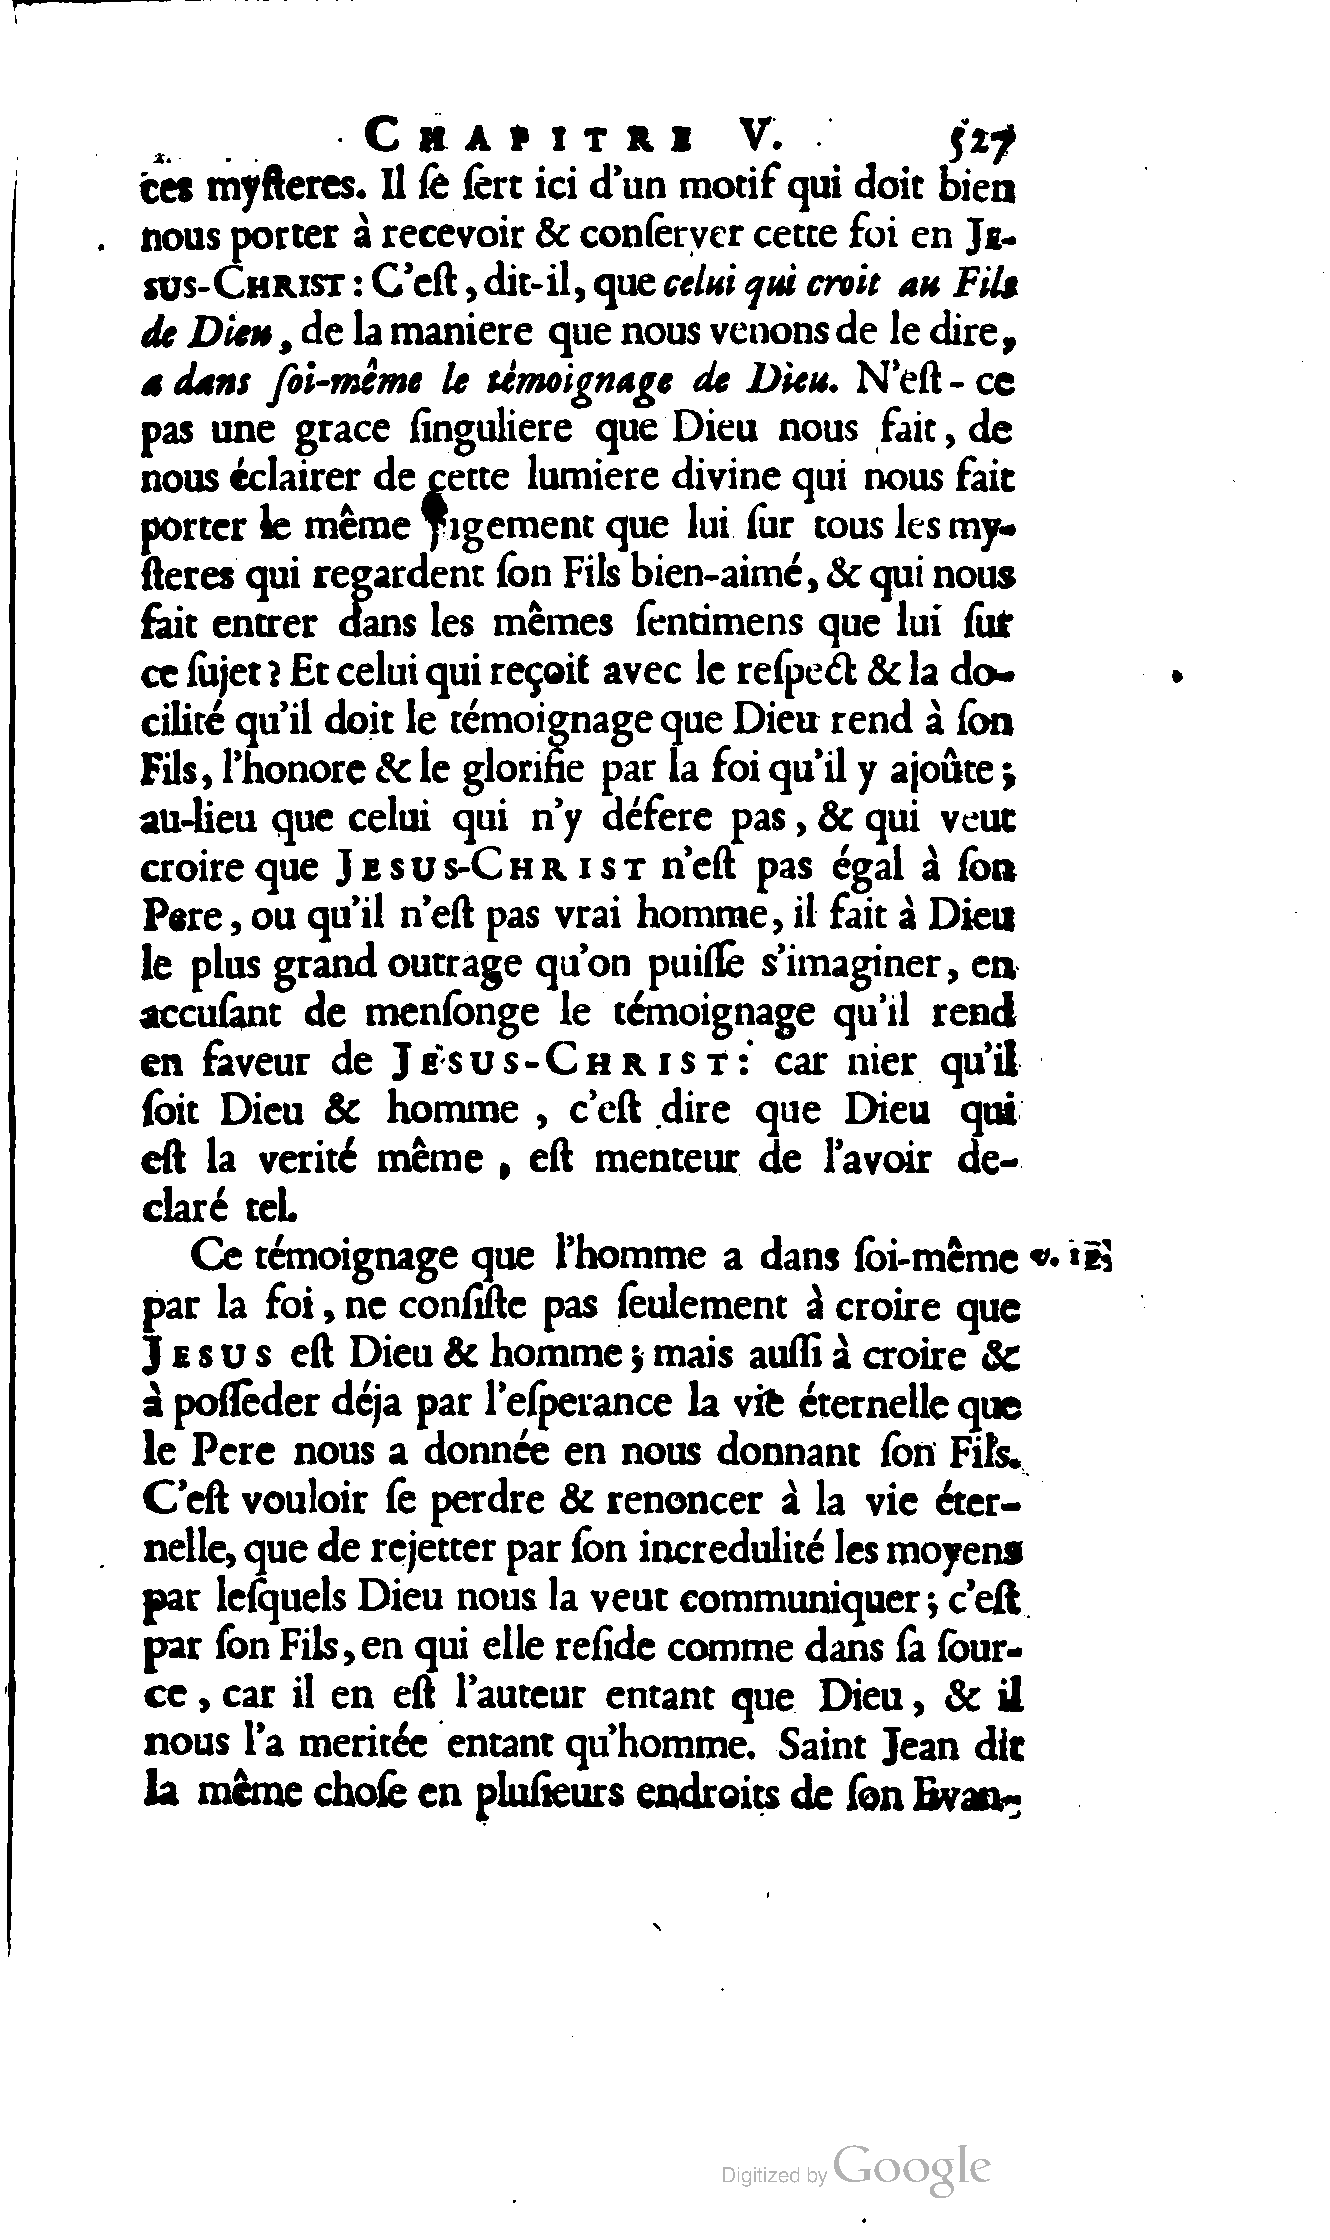 CHAPITRE V. 527
ces myſteres. Il ſe ſert ici d'un motif qui doit bien
nous porter à recevoir & conſerver cette foi en JE-
SUS-CHRIST : C'eſt, dit-il, que celui qui croit au Fils
de Dieu, de la maniere que nous venons de le dire,
a dans ſoi-même le témoignage de Dieu. N'eſt-ce
pas une grace ſinguliere que Dieu nous fait, de
nous éclairer de cette lumiere divine qui nous fait
porter le même que lui ſur tous les my-
ſteres qui regardent ſon Fils bien-aimé, & qui nous
fait entrer dans les mêmes ſentimens que lui ſur
ce ſujet ? Et celui qui reçoit avec le reſpect & la do-
cilité qu'il doit le témoignage que Dieu rend à ſon
Fils, l'honore & le glorifie par la foi qu'il y ajoûte ;
au-lieu que celui qui n'y défere pas, & qui veut
croire que JESUS-CHRIST n'eſt pas égal à ſon
Pere, ou qu'il n'eſt pas vrai homme, il fait à Dieu
le plus grand outrage qu'on puiſſe s'imaginer, en
accuſant de menſonge le témoignage qu'il rend
en faveur de JESUS-CHRIST : car nier qu'il
ſoit Dieu & homme, c'eſt dire que Dieu qui
eſt la verité même, eſt menteur de l'avoir de-
claré tel.
Ce témoignage que l'homme a dans ſoi-même v.
par la foi, ne conſiſte pas ſeulement à croire que
JESUS eſt Dieu & homme ; mais auſſi à croire &
à poſſeder déja par l'eſperance la vie éternelle que
le Pere nous a donnée en nous donnant ſon Fils.
C'eſt vouloir ſe perdre & renoncer à la vie éter-
nelle, que de rejetter par ſon incredulité les moyens
par leſquels Dieu nous la veut communiquer ; c'eſt
par ſon Fils, en qui elle reſide comme dans ſa ſour-
ce, car il en eſt l'auteur entant que Dieu, & il
nous l'a meritée entant qu'homme. Saint Jean dit
la même choſe en pluſieurs endroits de ſon Evan-
Digitized by Google